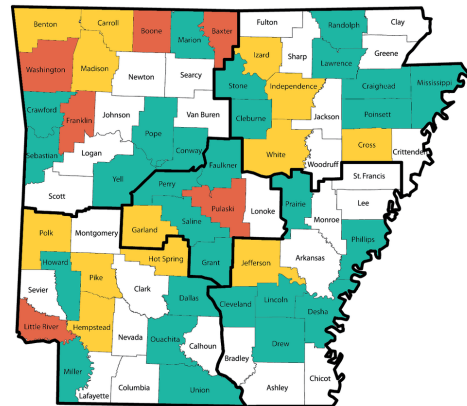 Benton
Carroll
Boone
Marion
Baxter
Fulton
Randolph
Clay
Washington
Madison
Newton
Searcy
Izard
Sharp
Lawrence
Greene
Stone
Independence
Craighead
Mississippi
Crawford
Franklin
Johnson
Pope
Van Buren
Cleburne
Jackson
Poinsett
Sebastian
Logan
Conway
Faulkner
White
Woodruff
Cross
Crittenden
Scott
Yell
Perry
Pulaski
Lonoke
Prairie
St. Francis
Lee
Monroe
Phillips
Polk
Montgomery
Garland
Saline
Hot Spring
Grant
Jefferson
Arkansas
Howard
Pike
Clark
Dallas
Cleveland
Lincoln
Desha
Sevier
Little River
Hempstead
Nevada
Ouachita
Calhoun
Bradley
Drew
Miller
Lafayette
Columbia
Union
Ashley
Chicot